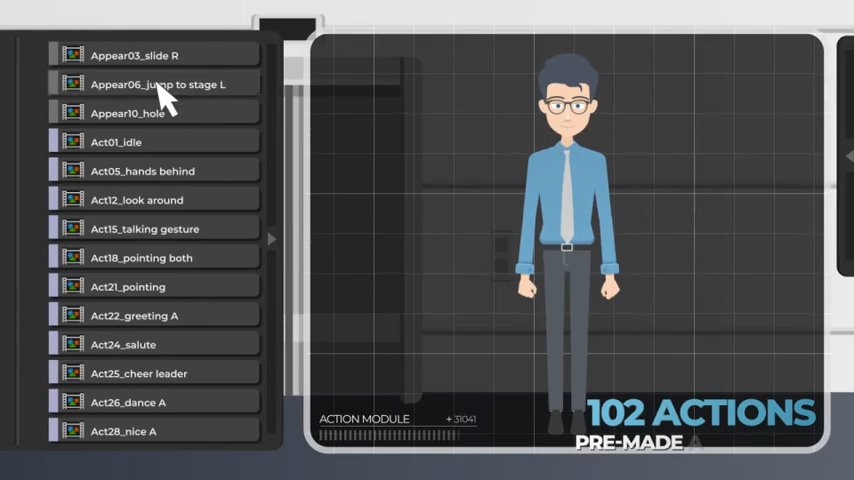 Appear03_slide R
Appear06_jump to stage L
Appear10_hole
Act01_idle
Act05_hands behind
Act12_look around
Act15_talking gesture
Act18_pointing both
Act21_pointing
Act22_greeting A
Act24_salute
Act25_cheer leader
Act26_dance A
Act28_nice A
ACTION MODULE + 31041
102 ACTIONS
PRE-MADE A